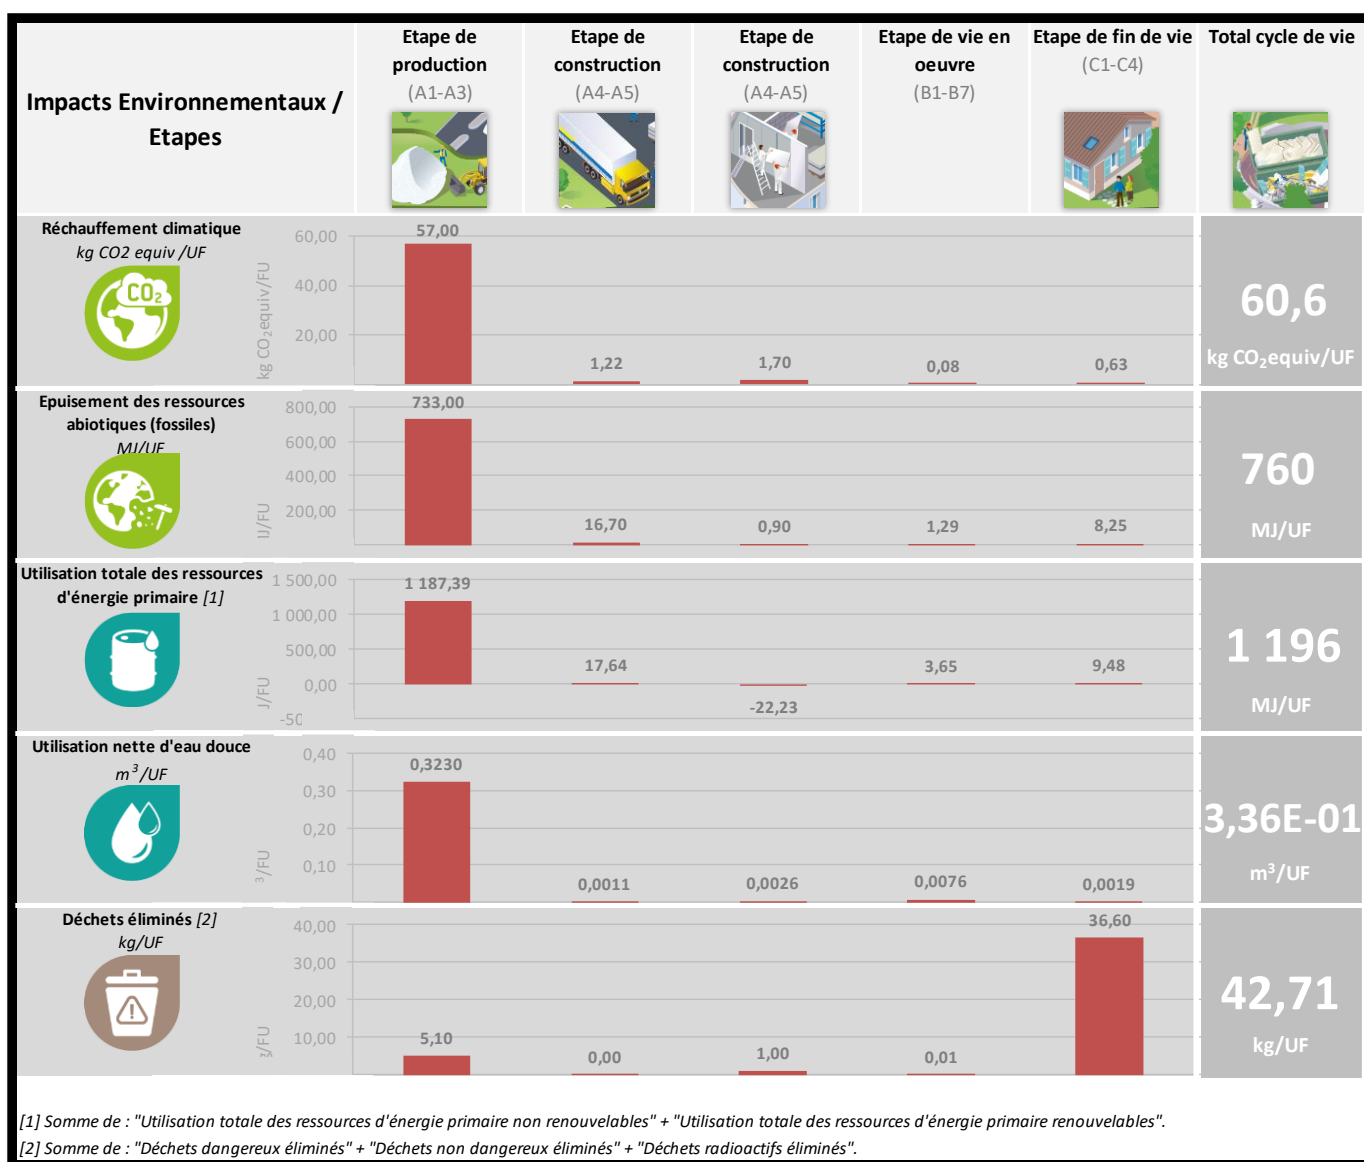 Impacts Environnementaux /
Etapes
Etape de
production
(A1-A3)
Etape de
construction
(A4-A5)
Etape de
construction
(A4-A5)
Etape de vie en
oeuvre
(B1-B7)
Etape de fin de vie
(C1-C4)
Total cycle de vie
Réchauffement climatique
kg CO2 equiv /UF
CO2
kg CO2equiv/FU
60,00
40,00
20,00
57,00
1,22
1,70
0,08
0,63
60,6
kg CO2equiv/UF
Epuisement des ressources
abiotiques (fossiles)
MJ/UF
IJ/FU
800,00
600,00
400,00
200,00
733,00
16,70
0,90
1,29
8,25
760
MJ/UF
Utilisation totale des ressources
d'énergie primaire [1]
J/FU
1 500,00
1 000,00
500,00
0,00
-50
1 187,39
17,64
-22,23
3,65
9,48
1 196
MJ/UF
Utilisation nette d'eau douce
m3/UF
3/FU
0,40
0,30
0,20
0,10
0,3230
0,0011
0,0026
0,0076
0,0019
3,36E-01
m3/UF
Déchets éliminés [2]
kg/UF
/FU
40,00
30,00
20,00
10,00
5,10
0,00
1,00
0,01
36,60
42,71
kg/UF
[1] Somme de : "Utilisation totale des ressources d'énergie primaire non renouvelables" + "Utilisation totale des ressources d'énergie primaire renouvelables".
[2] Somme de : "Déchets dangereux éliminés" + "Déchets non dangereux éliminés" + "Déchets radioactifs éliminés".